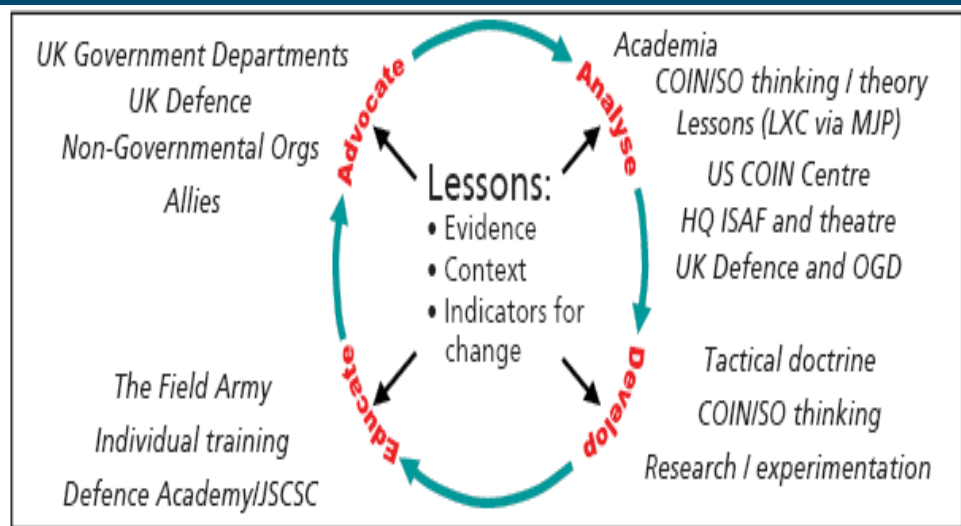 UK Government Departments
UK Defence
Non-Governmental Orgs
Allies
Advocate
Analyse
Academia
COIN/SO thinking / theory
Lessons (LXC via MJP)
US COIN Centre
HQ ISAF and theatre
UK Defence and OGD
Lessons:
• Evidence
• Context
• Indicators for
change
Develop
Tactical doctrine
COIN/SO thinking
Research / experimentation
Educate
The Field Army
Individual training
Defence Academy/JSCSC